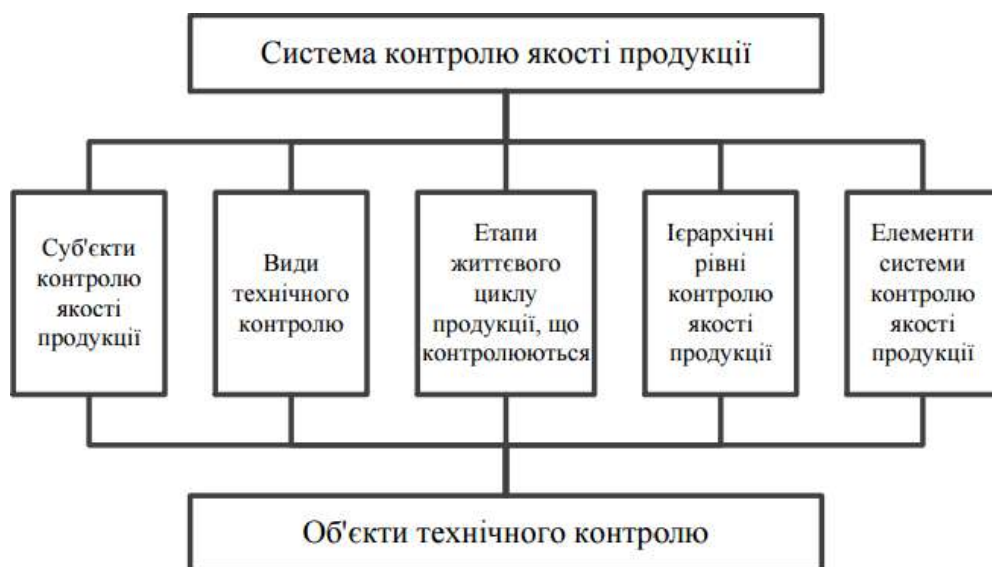 Система контролю якості продукції
Суб'єкти
контролю
якості
продукції
Види
технічного
контролю
Етапи
життєвого
циклу
продукції, що
контролюються
Ієрархічні
рівні
контролю
якості
продукції
Елементи
системи
контролю
якості
продукції
Об'єкти технічного контролю